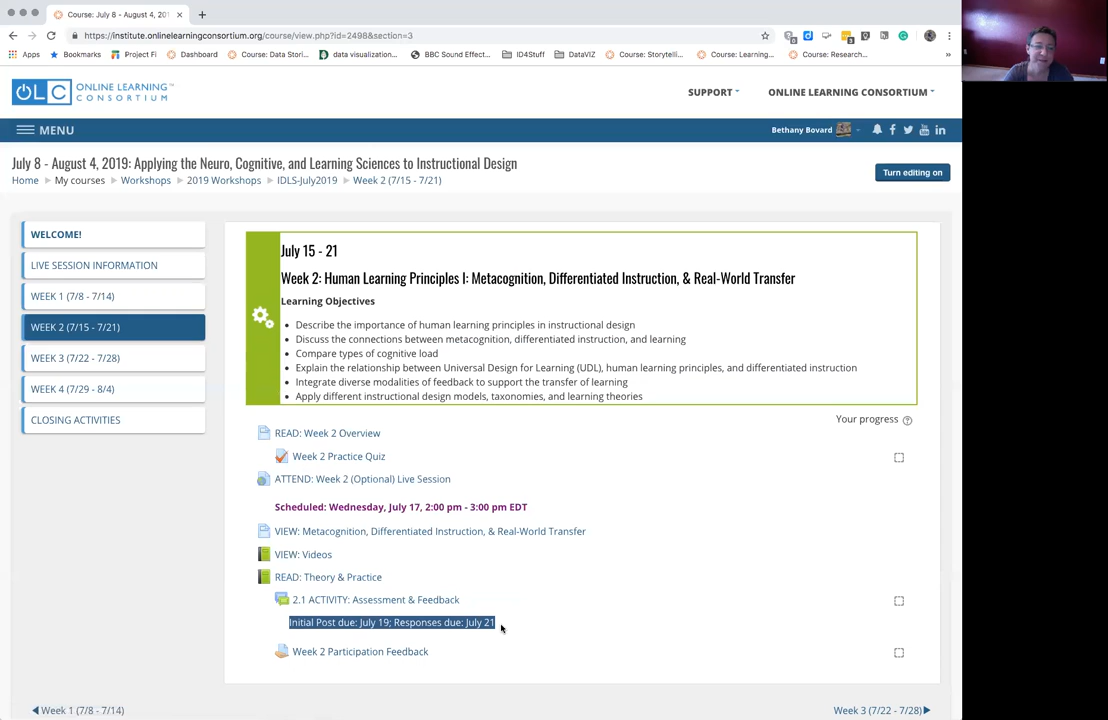 Course: July 8 - August 4, 201
https://institute.onlinelearningconsortium.org/course/view.php?id=2498&section=3
Apps Bookmarks Project Fi Dashboard Course: Data Stori... data visualization... BBC Sound Effect... ID4Stuff DataVIZ Course: Storytelli... Course: Learning... Course: Research... »
OLC ONLINE LEARNING™
CONSORTIUM
SUPPORT ONLINE LEARNING CONSORTIUM
MENU
Bethany Bovard
July 8 - August 4, 2019: Applying the Neuro, Cognitive, and Learning Sciences to Instructional Design
Home My courses Workshops 2019 Workshops IDLS-July2019 Week 2 (7/15 - 7/21)
Turn editing on
WELCOME!
LIVE SESSION INFORMATION
WEEK 1 (7/8 - 7/14)
WEEK 2 (7/15 - 7/21)
WEEK 3 (7/22 - 7/28)
WEEK 4 (7/29 - 8/4)
CLOSING ACTIVITIES
July 15 - 21
Week 2: Human Learning Principles I: Metacognition, Differentiated Instruction, & Real-World Transfer
Learning Objectives
• Describe the importance of human learning principles in instructional design
• Discuss the connections between metacognition, differentiated instruction, and learning
• Compare types of cognitive load
• Explain the relationship between Universal Design for Learning (UDL), human learning principles, and differentiated instruction
• Integrate diverse modalities of feedback to support the transfer of learning
• Apply different instructional design models, taxonomies, and learning theories
Your progress
READ: Week 2 Overview
Week 2 Practice Quiz
ATTEND: Week 2 (Optional) Live Session
Scheduled: Wednesday, July 17, 2:00 pm - 3:00 pm EDT
VIEW: Metacognition, Differentiated Instruction, & Real-World Transfer
VIEW: Videos
READ: Theory & Practice
2.1 ACTIVITY: Assessment & Feedback
Initial Post due: July 19; Responses due: July 21
Week 2 Participation Feedback
Week 1 (7/8 - 7/14)
Week 3 (7/22 - 7/28)